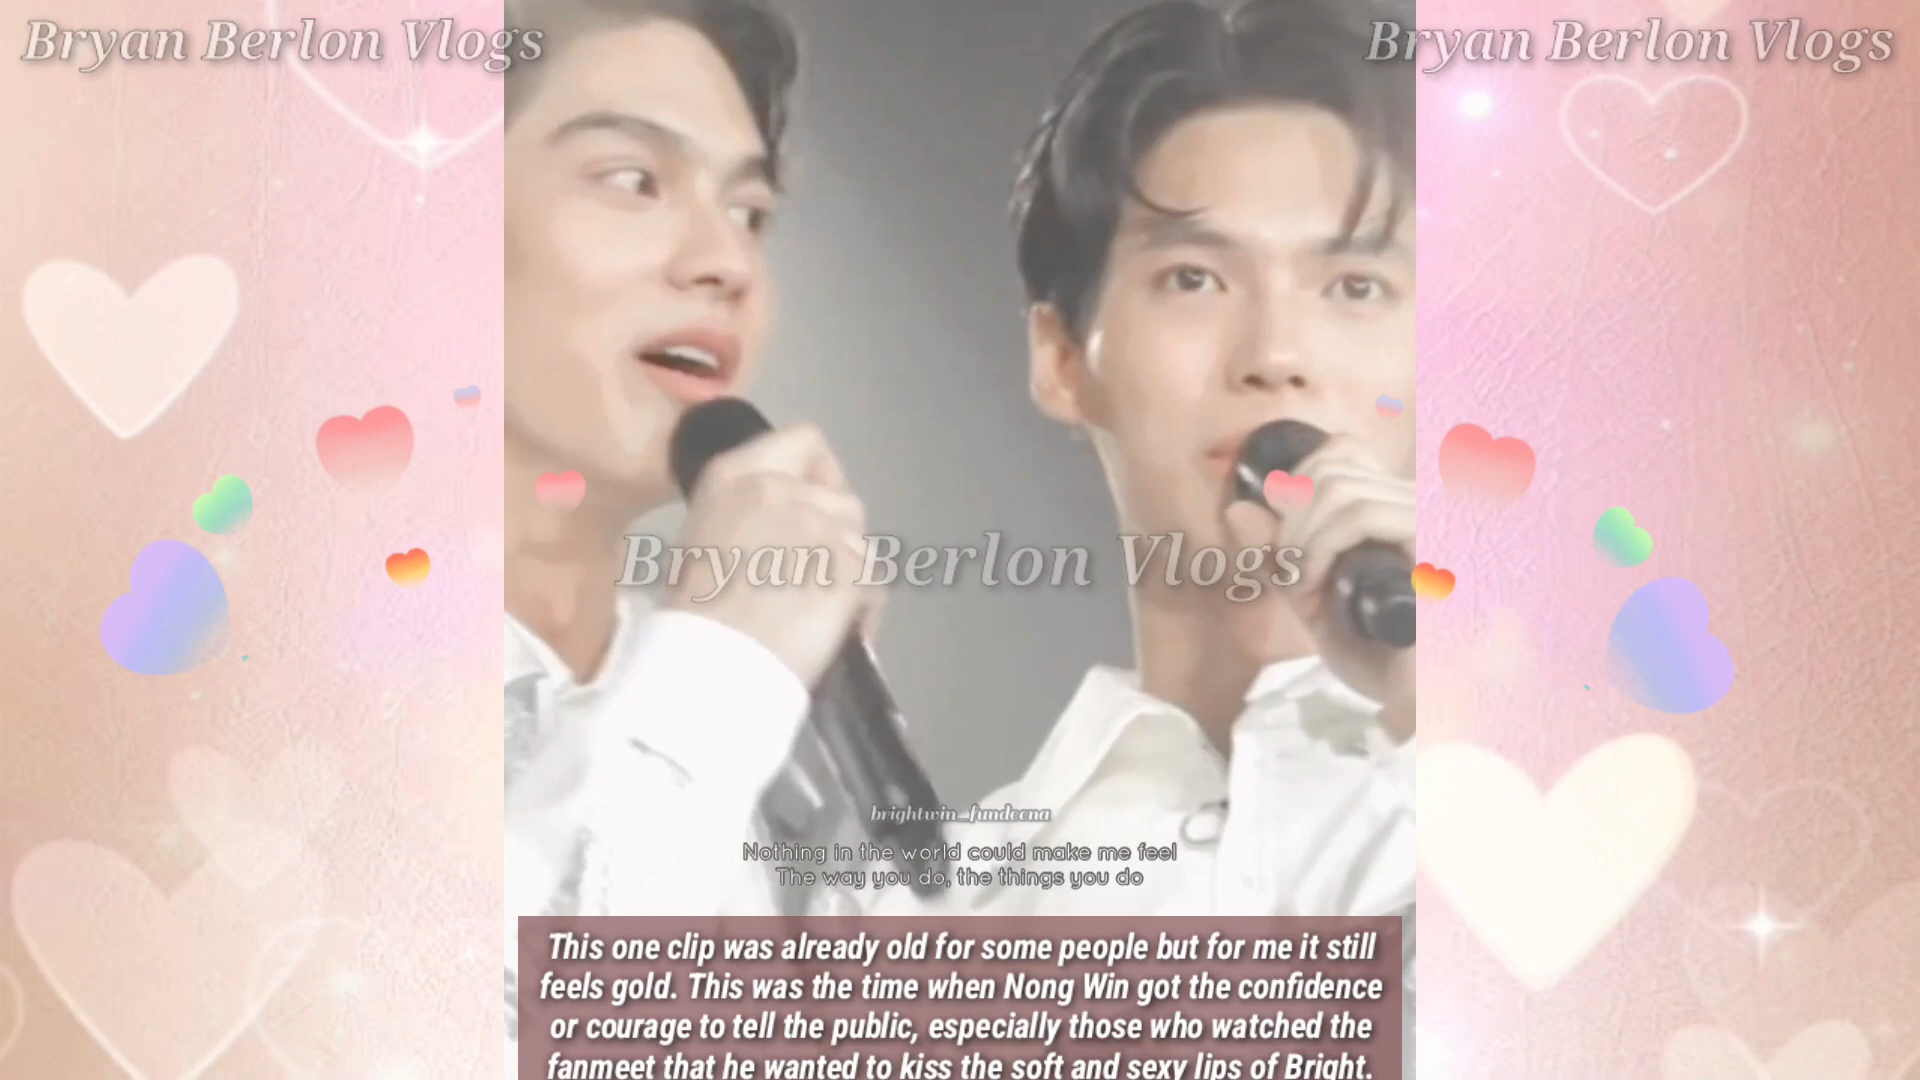 Bryan Berlon Vlogs
Bryan Berlon Vlogs
Bryan Berlon Vlogs
brightwin_fundeena
Nothing in the world could make me feel
The way you do, the things you do
This one clip was already old for some people but for me it still
feels gold. This was the time when Nong Win got the confidence
or courage to tell the public, especially those who watched the
fanmeet that he wanted to kiss the soft and sexy lips of Bright.